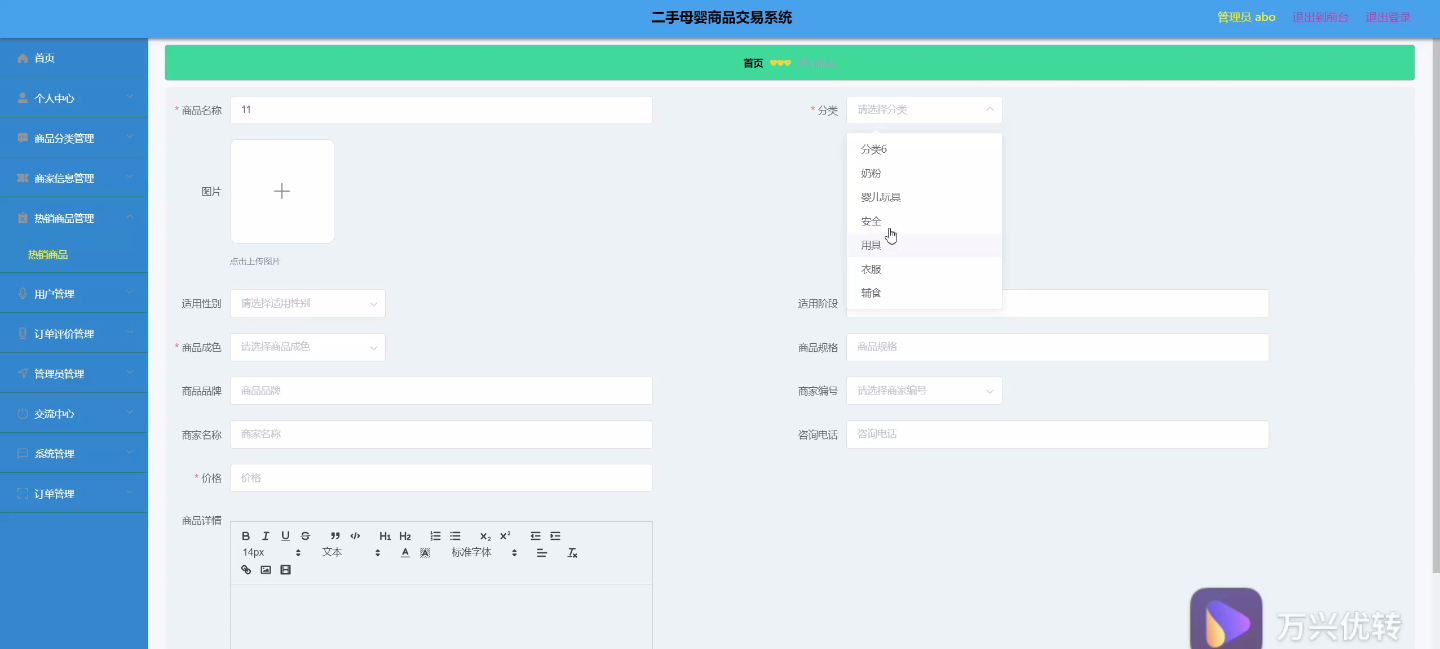 二手母婴商品交易系统
管理员 abo
退出到前台
退出登录
首页
个人中心
商品分类管理
商家信息管理
热销商品管理
热销商品
用户管理
订单评价管理
管理员管理
交流中心
系统管理
订单管理
首页
* 商品名称 11
* 分类 请选择分类
分类6
奶粉
婴儿玩具
安全
用具
衣服
辅食
图片
点击上传图片
适用性别 请选择适用性别
适用阶段
* 商品成色 请选择商品成色
商品规格 商品规格
商品品牌 商品品牌
商家编号 请选择商家编号
商家名称 商家名称
咨询电话 咨询电话
* 价格 价格
商品详情
B I U S H1 H2 X2 X2
14px 文本 A 标准字体
万兴优转